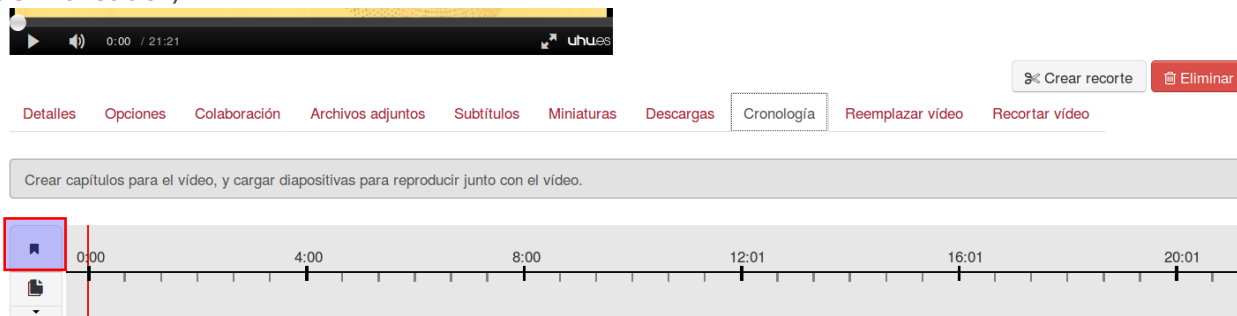 0:00 / 21:21 uhu.es
Crear recorte Eliminar
Detalles Opciones Colaboración Archivos adjuntos Subtítulos Miniaturas Descargas Cronología Reemplazar vídeo Recortar vídeo
Crear capítulos para el vídeo, y cargar diapositivas para reproducir junto con el vídeo.
0:00 4:00 8:00 12:01 16:01 20:01